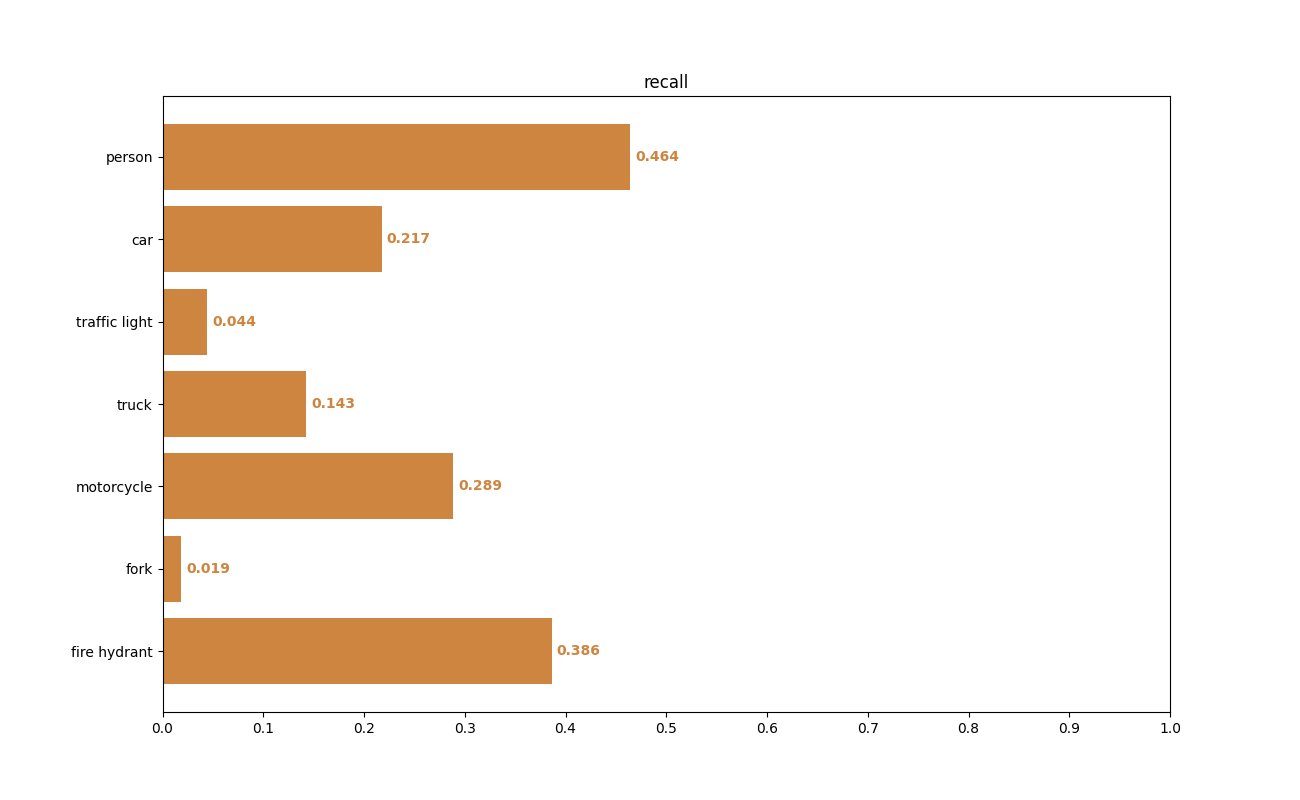 recall
person 0.464
car 0.217
traffic light 0.044
truck 0.143
motorcycle 0.289
fork 0.019
fire hydrant 0.386
0.0 0.1 0.2 0.3 0.4 0.5 0.6 0.7 0.8 0.9 1.0